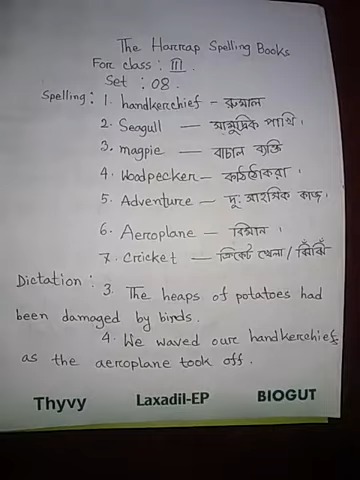 The Harrap Spelling Books
For class : III .
Set : 08.
Spelling : 1. handkerchief - রুমাল
2. Seagull — সামুদ্রিক পাখি ।
3. magpie — বাচাল ব্যক্তি
4. Woodpecker - কাঠঠোকরা ।
5. Adventure — দুঃসাহসিক কাজ ।
6. Aeroplane — বিমান ।
7. Cricket — ক্রিকেট খেলা / ঝিঁঝিঁ
Dictation : 3. The heaps of potatoes had
been damaged by birds.
4. We waved our handkerchiefs
as the aeroplane took off.
Thyvy Laxadil-EP BIOGUT